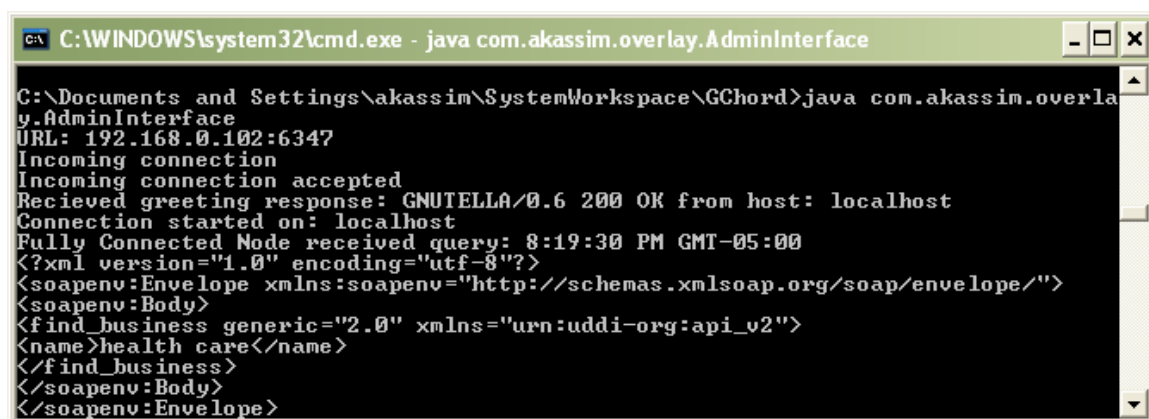 C:\WINDOWS\system32\cmd.exe - java com.akassim.overlay.AdminInterface
C:\Documents and Settings\akassim\SystemWorkspace\GChord>java com.akassim.overla
y.AdminInterface
URL: 192.168.0.102:6347
Incoming connection
Incoming connection accepted
Recieved greeting response: GNUTELLA/0.6 200 OK from host: localhost
Connection started on: localhost
Fully Connected Node received query: 8:19:30 PM GMT-05:00
<?xml version="1.0" encoding="utf-8"?>
<soapenv:Envelope xmlns:soapenv="http://schemas.xmlsoap.org/soap/envelope/">
<soapenv:Body>
<find_business generic="2.0" xmlns="urn:uddi-org:api_v2">
<name>health care</name>
</find_business>
</soapenv:Body>
</soapenv:Envelope>